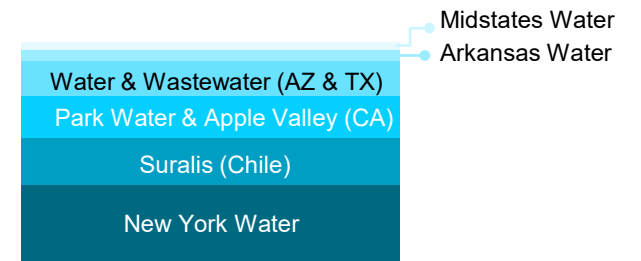 Midstates Water
Arkansas Water
Water & Wastewater (AZ & TX)
Park Water & Apple Valley (CA)
Suralis (Chile)
New York Water